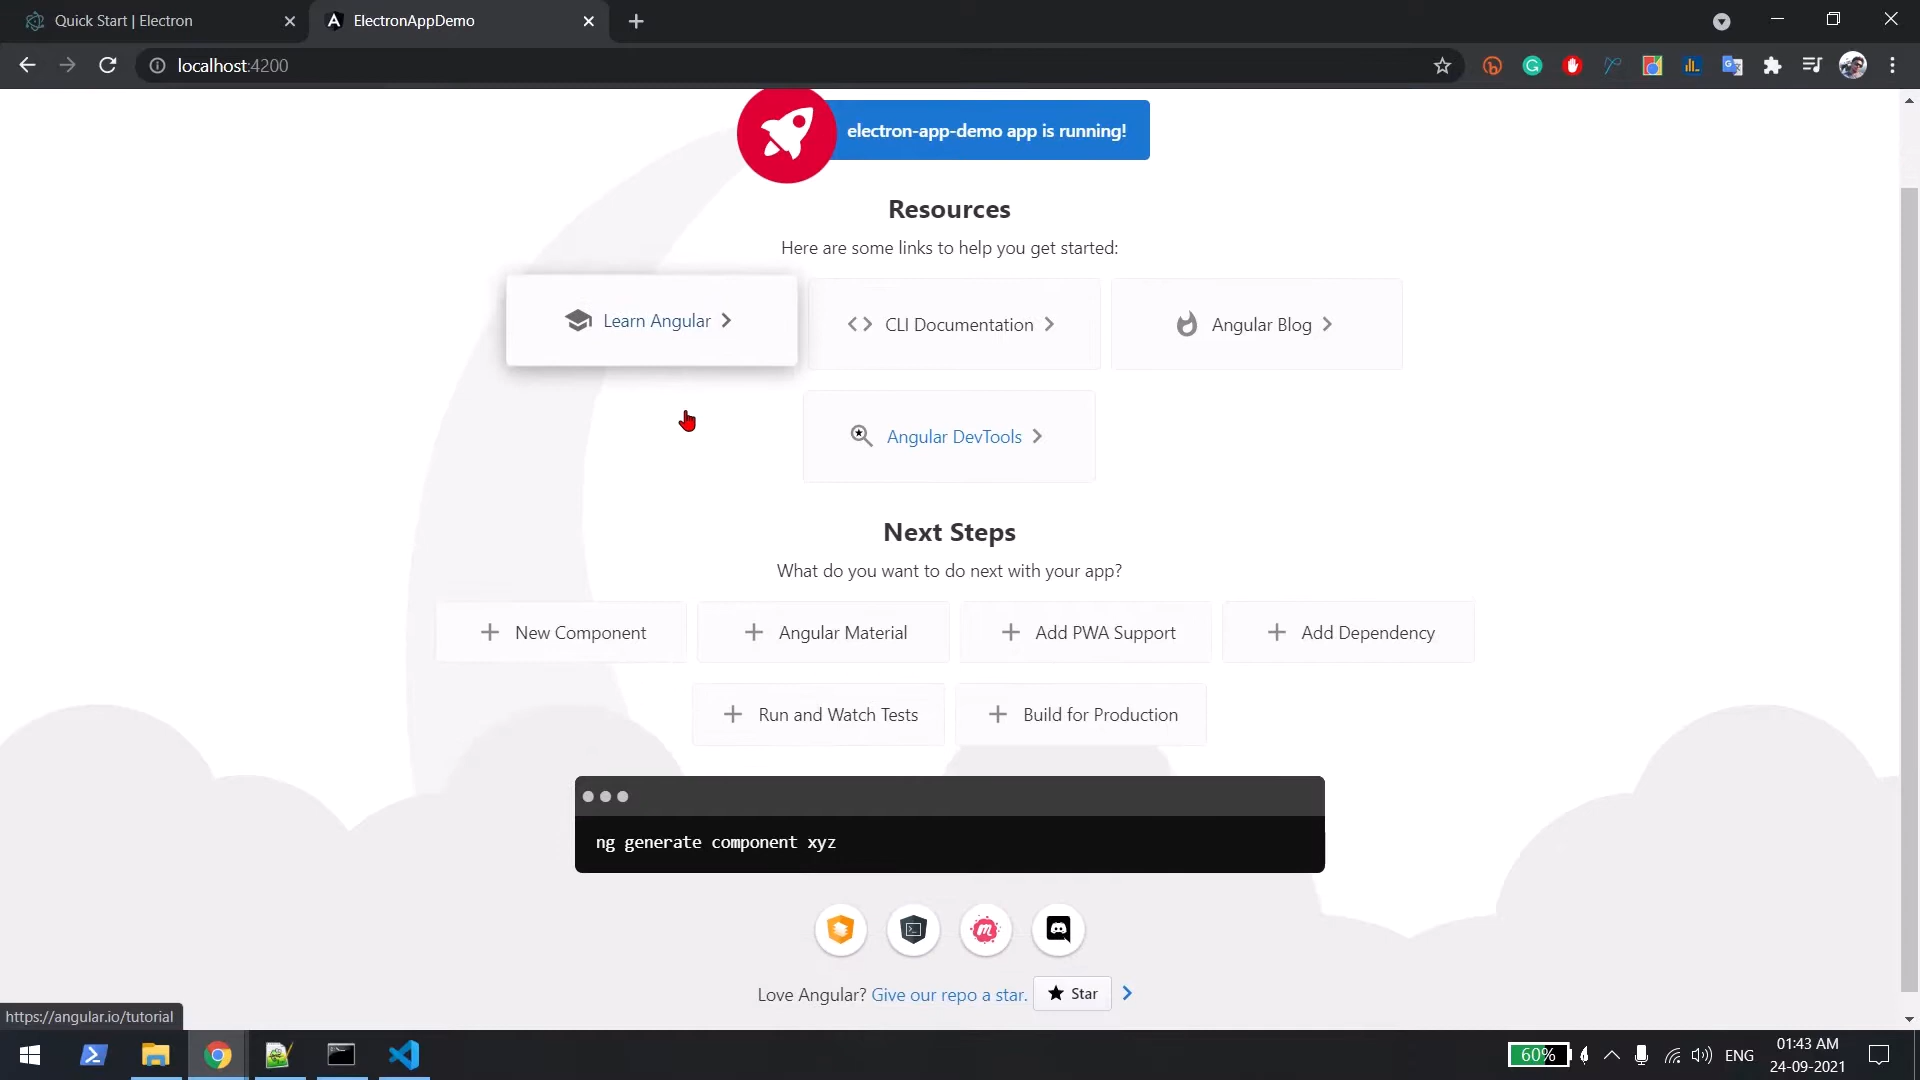 Quick Start | Electron
ElectronAppDemo
localhost:4200
electron-app-demo app is running!
Resources
Here are some links to help you get started:
Learn Angular
CLI Documentation
Angular Blog
Angular DevTools
Next Steps
What do you want to do next with your app?
New Component
Angular Material
Add PWA Support
Add Dependency
Run and Watch Tests
Build for Production
ng generate component xyz
Love Angular? Give our repo a star. Star
https://angular.io/tutorial
60%
ENG
01:43 AM
24-09-2021